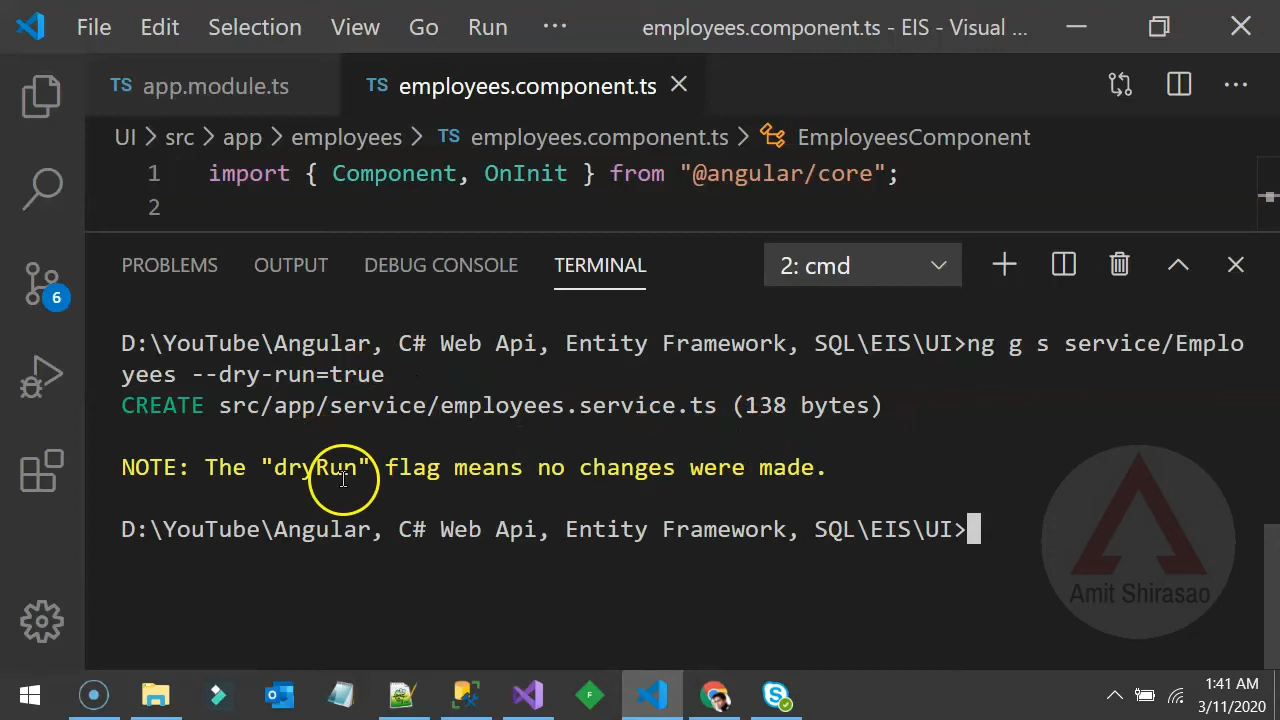 File Edit Selection View Go Run ··· employees.component.ts - EIS - Visual ...
TS app.module.ts TS employees.component.ts
UI > src > app > employees > TS employees.component.ts > EmployeesComponent
1 import { Component, OnInit } from "@angular/core";
2
PROBLEMS OUTPUT DEBUG CONSOLE TERMINAL 2: cmd
D:\YouTube\Angular, C# Web Api, Entity Framework, SQL\EIS\UI>ng g s service/Emplo
yees --dry-run=true
CREATE src/app/service/employees.service.ts (138 bytes)
NOTE: The "dryRun" flag means no changes were made.
D:\YouTube\Angular, C# Web Api, Entity Framework, SQL\EIS\UI>
6
Amit Shirasao
1:41 AM
3/11/2020